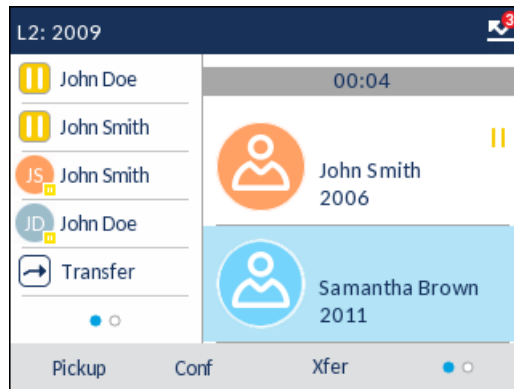 L2: 2009
3
John Doe
John Smith
JS John Smith
JD John Doe
Transfer
00:04
John Smith
2006
Samantha Brown
2011
Pickup Conf Xfer